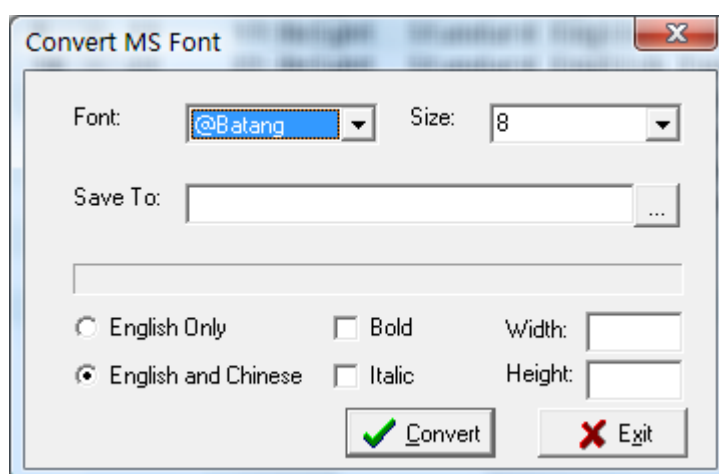 Convert MS Font
Font: @Batang Size: 8
Save To: ...
English Only Bold Width:
English and Chinese Italic Height:
Convert Exit